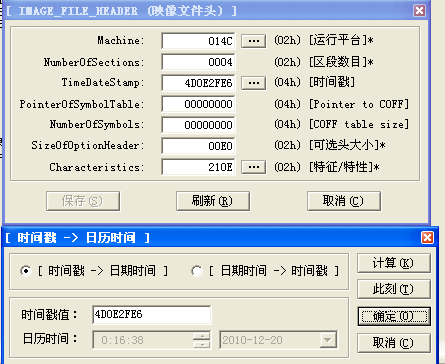 [ IMAGE_FILE_HEADER (映像文件头) ]
Machine: 014C ... (02h) [运行平台]*
NumberOfSections: 0004 (02h) [区段数目]*
TimeDateStamp: 4D0E2FE6 ... (04h) [时间戳]
PointerOfSymbolTable: 00000000 (04h) [Pointer to COFF]
NumberOfSymbols: 00000000 (04h) [COFF table size]
SizeOfOptionHeader: 00E0 (02h) [可选头大小]*
Characteristics: 210E ... (02h) [特征/特性]*
保存(S) 刷新(R) 取消(C)
[ 时间戳 -> 日历时间 ]
[ 时间戳 -> 日期时间 ] [ 日期时间 -> 时间戳 ]
计算(K)
此刻(T)
时间戳值: 4D0E2FE6
确定(O)
日历时间: 0:16:38 2010-12-20
取消(C)